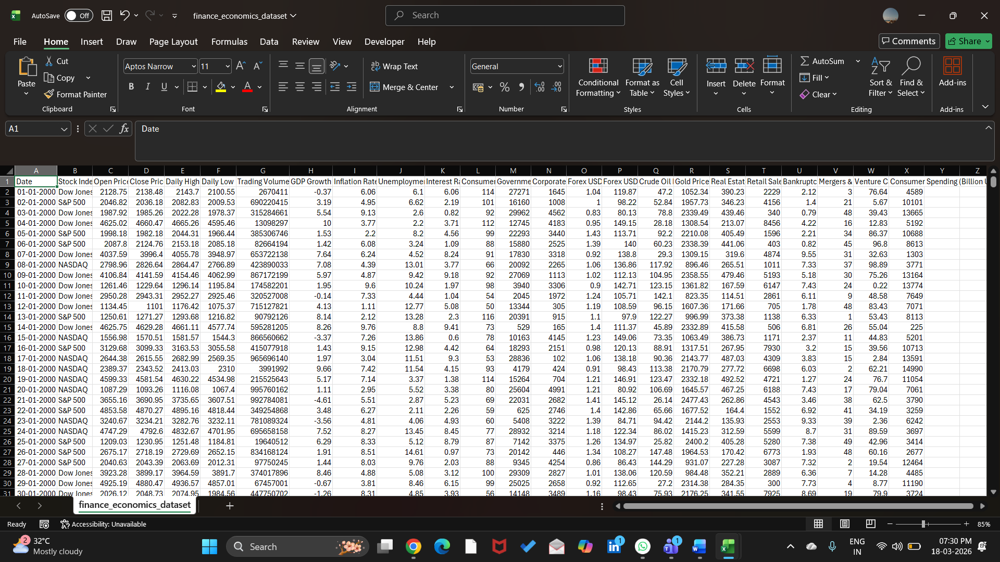 AutoSave Off finance_economics_dataset Search
File Home Insert Draw Page Layout Formulas Data Review View Developer Help Comments Share
Paste Cut Copy Format Painter Clipboard
Aptos Narrow 11 B I U A Font
Wrap Text Merge & Center Alignment
General % Number
Conditional Formatting Format as Table Cell Styles Styles
Insert Delete Format Cells
AutoSum Fill Clear Sort & Filter Find & Select Editing
Add-ins Add-ins
A1 fx Date
A B C D E F G H I J K L M N O P Q R S T U V W X Y Z
1 Date Stock Inde Open Price Close Pric Daily High Daily Low Trading Volume GDP Growth Inflation Rate Unemployme Interest Ra Consumer Governme Corporate Forex USD Forex USD Crude Oil Gold Price Real Estat Retail Sale Bankruptc Mergers & Venture C Consumer Spending (Billion U
2 01-01-2000 Dow Jones 2128.75 2138.48 2143.7 2100.55 2670411 -0.37 6.06 6.1 6.06 114 27271 1645 1.04 119.87 47.2 1052.34 390.23 2229 2.12 3 76.64 4589
3 02-01-2000 S&P 500 2046.82 2036.18 2082.83 2009.53 690220415 3.19 4.95 6.62 2.19 101 16160 1008 1 98.22 52.84 1957.73 346.23 4156 1.4 21 5.67 10101
4 03-01-2000 Dow Jones 1987.92 1985.26 2022.28 1978.37 315284661 5.54 9.13 2.6 0.82 92 29962 4562 0.83 80.13 78.8 2339.49 439.46 340 0.79 48 39.43 13665
5 04-01-2000 Dow Jones 4625.02 4660.47 4665.26 4595.46 13098297 10 3.77 2.2 3.71 112 12745 4183 0.95 149.15 28.18 1308.54 213.07 8456 4.22 16 12.83 5192
6 05-01-2000 S&P 500 1998.18 1982.18 2044.31 1966.44 385306746 1.53 2.2 8.2 4.56 99 22293 3440 1.43 113.71 92.2 2210.08 405.49 1596 2.21 34 86.37 10688
7 06-01-2000 S&P 500 2087.8 2124.76 2153.18 2085.18 82664194 1.42 6.08 3.24 1.09 88 15880 2525 1.39 140 60.23 2338.39 441.06 403 0.82 45 96.8 8613
8 07-01-2000 Dow Jones 4037.59 3996.4 4055.78 3948.97 653722138 7.64 6.24 4.52 8.24 91 17830 3318 0.92 138.8 29.3 1309.15 319.6 4874 9.55 31 32.63 1303
9 08-01-2000 NASDAQ 2798.96 2826.64 2864.47 2766.89 423890033 7.08 4.39 13.01 3.77 66 20092 2265 1.06 136.86 117.92 896.46 265.51 1011 7.33 37 98.89 3771
10 09-01-2000 Dow Jones 4106.84 4141.59 4154.46 4062.99 867172199 5.97 4.87 9.42 9.18 92 27069 1113 1.02 112.13 104.95 2358.55 479.46 5193 5.18 30 75.26 13164
11 10-01-2000 Dow Jones 1261.46 1229.64 1296.14 1195.84 174582201 1.95 9.6 10.24 1.97 98 3940 3306 0.9 142.71 123.15 1361.82 167.59 6147 7.43 24 0.22 13774
12 11-01-2000 Dow Jones 2950.28 2943.31 2952.27 2925.46 320527008 -0.14 7.33 4.44 1.04 54 2045 1972 1.24 105.71 142.1 823.35 114.51 2861 6.11 9 48.58 7649
13 12-01-2000 Dow Jones 1134.45 1101 1176.42 1075.37 715127821 4.13 1.11 12.77 5.08 50 13344 305 1.19 108.59 96.15 1607.36 171.66 705 1.78 48 83.43 7071
14 13-01-2000 S&P 500 1250.61 1271.27 1293.68 1216.82 90792126 8.14 2.12 13.28 2.3 116 20391 915 1.1 97.9 122.27 996.99 373.38 1138 6.33 1 53.43 8113
15 14-01-2000 Dow Jones 4625.75 4629.28 4661.11 4577.74 595281205 8.26 9.76 8.8 9.41 73 529 165 1.4 111.37 45.89 2332.89 415.58 506 6.81 26 55.04 225
16 15-01-2000 NASDAQ 1556.98 1570.51 1581.57 1544.3 866560662 -3.37 7.26 13.86 0.6 78 10163 4145 1.23 149.06 73.35 1063.49 386.73 1171 2.37 11 44.83 5201
17 16-01-2000 S&P 500 3129.68 3099.33 3163.53 3055.58 415077918 1.43 9.15 12.98 4.42 64 18293 2151 0.98 120.13 88.91 1317.51 267.95 7930 3.2 15 39.56 10713
18 17-01-2000 NASDAQ 2644.38 2615.55 2682.99 2569.35 965696140 1.97 3.04 11.51 9.3 53 28836 102 1.06 138.18 90.36 2143.77 487.03 4309 3.83 15 2.84 13591
19 18-01-2000 NASDAQ 2389.37 2343.52 2413.03 2310 3991992 9.66 7.42 11.54 4.15 93 4179 424 0.91 98.43 113.38 2170.79 277.72 6698 6.03 2 62.21 14990
20 19-01-2000 NASDAQ 4599.33 4581.54 4630.22 4534.98 215525643 5.17 7.14 3.37 1.38 114 15264 704 1.21 146.91 123.47 2332.18 492.52 4721 1.27 24 76.7 11054
21 20-01-2000 NASDAQ 1087.29 1093.26 1116.08 1067.4 995760162 1.11 2.95 5.52 3.38 80 25604 4991 1.21 80.92 106.69 1645.57 467.25 6188 7.43 17 79.04 7061
22 21-01-2000 S&P 500 3655.16 3690.95 3735.65 3607.51 992784081 -4.61 5.51 2.87 5.23 69 22031 2682 1.41 145.12 26.14 2477.43 262.86 4543 3.46 38 62.5 3790
23 22-01-2000 S&P 500 4853.58 4870.27 4895.16 4818.44 349254868 3.48 6.27 2.11 2.26 59 625 2746 1.4 142.86 65.66 1677.52 164.4 1552 6.92 41 34.19 3259
24 23-01-2000 NASDAQ 3240.67 3234.21 3282.76 3232.11 781089324 -3.56 4.81 4.06 4.93 60 5408 3222 1.39 84.71 94.42 2144.2 135.93 2553 9.33 39 2.36 6242
25 24-01-2000 NASDAQ 4747.29 4792.6 4832.67 4701.95 695658158 7.52 8.27 13.45 8.45 77 28932 3214 1.18 122.34 86.02 1415.23 312.59 5599 8.7 31 89.59 3697
26 25-01-2000 S&P 500 1209.03 1230.95 1251.48 1184.81 19640512 6.29 8.33 5.12 8.79 87 7142 3375 1.26 134.97 25.82 2400.2 405.28 5280 7.38 49 42.96 3414
27 26-01-2000 S&P 500 2675.17 2718.19 2729.69 2652.15 834168124 1.91 8.51 14.61 0.97 73 20142 446 1.34 108.27 147.48 1964.53 170.42 6773 1.93 48 60.16 2677
28 27-01-2000 S&P 500 2040.63 2043.39 2063.69 2012.31 97750245 1.44 8.03 9.76 2.03 88 9345 4254 0.86 86.43 144.29 931.07 227.28 3087 7.32 2 19.54 12464
29 28-01-2000 Dow Jones 3923.28 3899.17 3964.59 3891.7 374017896 8.46 4.88 5.08 3.12 100 29309 2827 1.01 138.06 120.59 984.48 352.21 2889 6.36 7 14.28 4485
30 29-01-2000 Dow Jones 4925.19 4880.47 4936.57 4857.01 67457001 -0.67 3.81 8.46 6.15 99 25025 2658 0.92 112.65 27.2 2314.38 284.35 300 7.73 4 8.77 11190
31 30-01-2000 Dow Jones 2026.12 2048.73 2074.95 1984.56 447750702 -1.26 8.31 4.85 3.93 56 14148 3489 1.16 98.43 75.93 2176.25 341.55 7925 8.69 19 79.9 3724
finance_economics_dataset
Ready Accessibility: Unavailable 85%
2 32°C Mostly cloudy Search 1 1 ENG IN 07:30 PM 18-03-2026